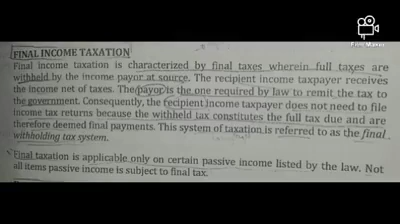 Film Maker
FINAL INCOME TAXATION
Final income taxation is characterized by final taxes wherein full taxes are
withheld by the income payor at source. The recipient income taxpayer receives
the income net of taxes. The payor is the one required by law to remit the tax to
the government. Consequently, the recipient income taxpayer does not need to file
income tax returns because the withheld tax constitutes the full tax due and are
therefore deemed final payments. This system of taxation is referred to as the final
withholding tax system.
Final taxation is applicable only on certain passive income listed by the law. Not
all items passive income is subject to final tax.